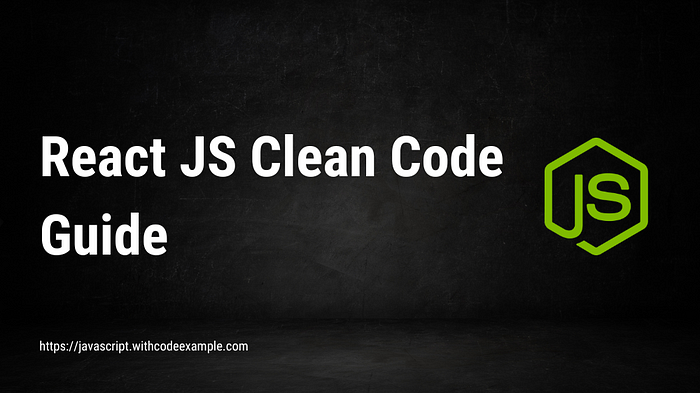 React JS Clean Code
Guide
JS
https://javascript.withcodeexample.com